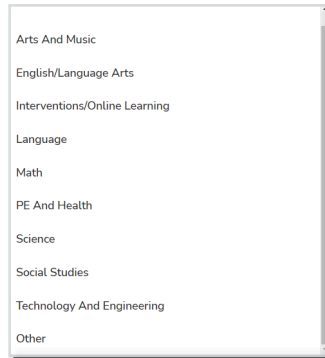 Arts And Music
English/Language Arts
Interventions/Online Learning
Language
Math
PE And Health
Science
Social Studies
Technology And Engineering
Other